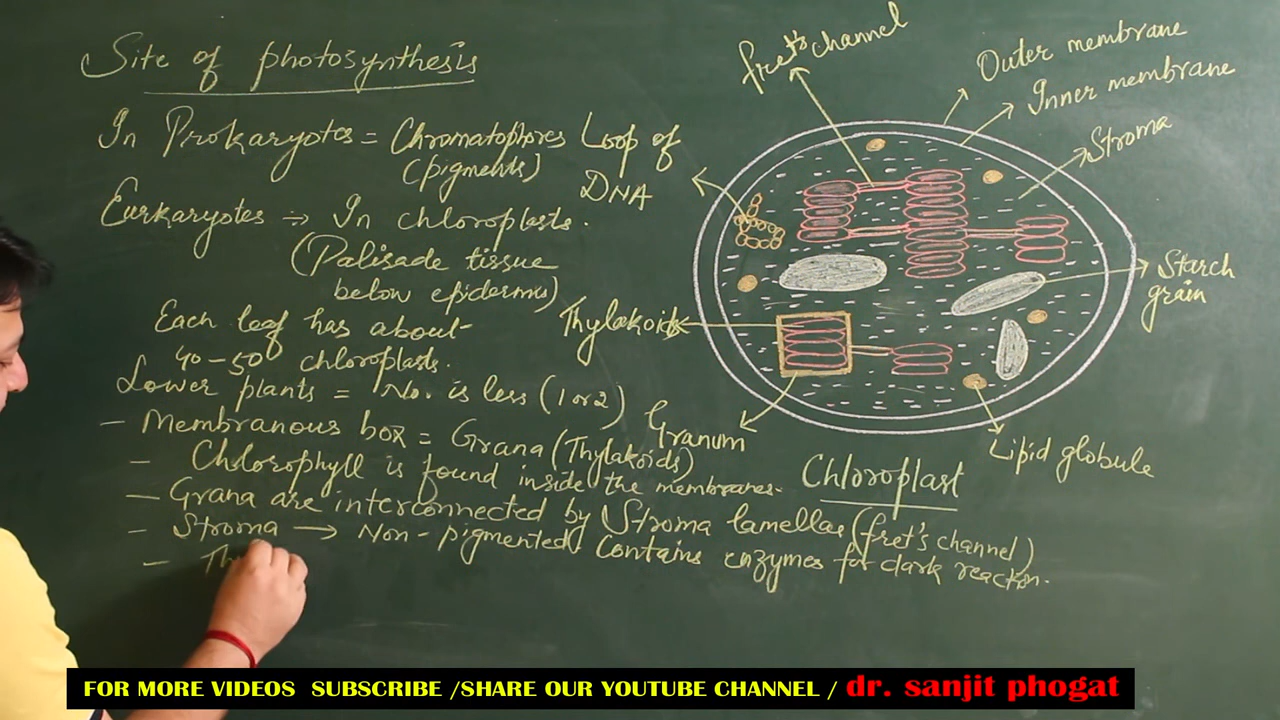 Site of photosynthesis
In Prokaryotes = Chromatophores
(pigments)
Eurkaryotes ÷ In chloroplasts.
(Palisade tissue
below epidermis)
Each leaf has about
40-50 chloroplasts.
Lower plants = No. is less (1 or 2)
- Membranous box = Grana (Thylakoids)
- Chlorophyll is found inside the membranes.
- Grana are interconnected by Stroma lamellae (fret's channel)
- Stroma → Non-pigmented. Contains enzymes for dark reaction.
- Th
fret's channel
Outer membrane
Inner membrane
Stroma
Loop of
DNA
Starch
grain
Thylakoids
Granum
Lipid globule
Chloroplast
FOR MORE VIDEOS SUBSCRIBE /SHARE OUR YOUTUBE CHANNEL / dr. sanjit phogat